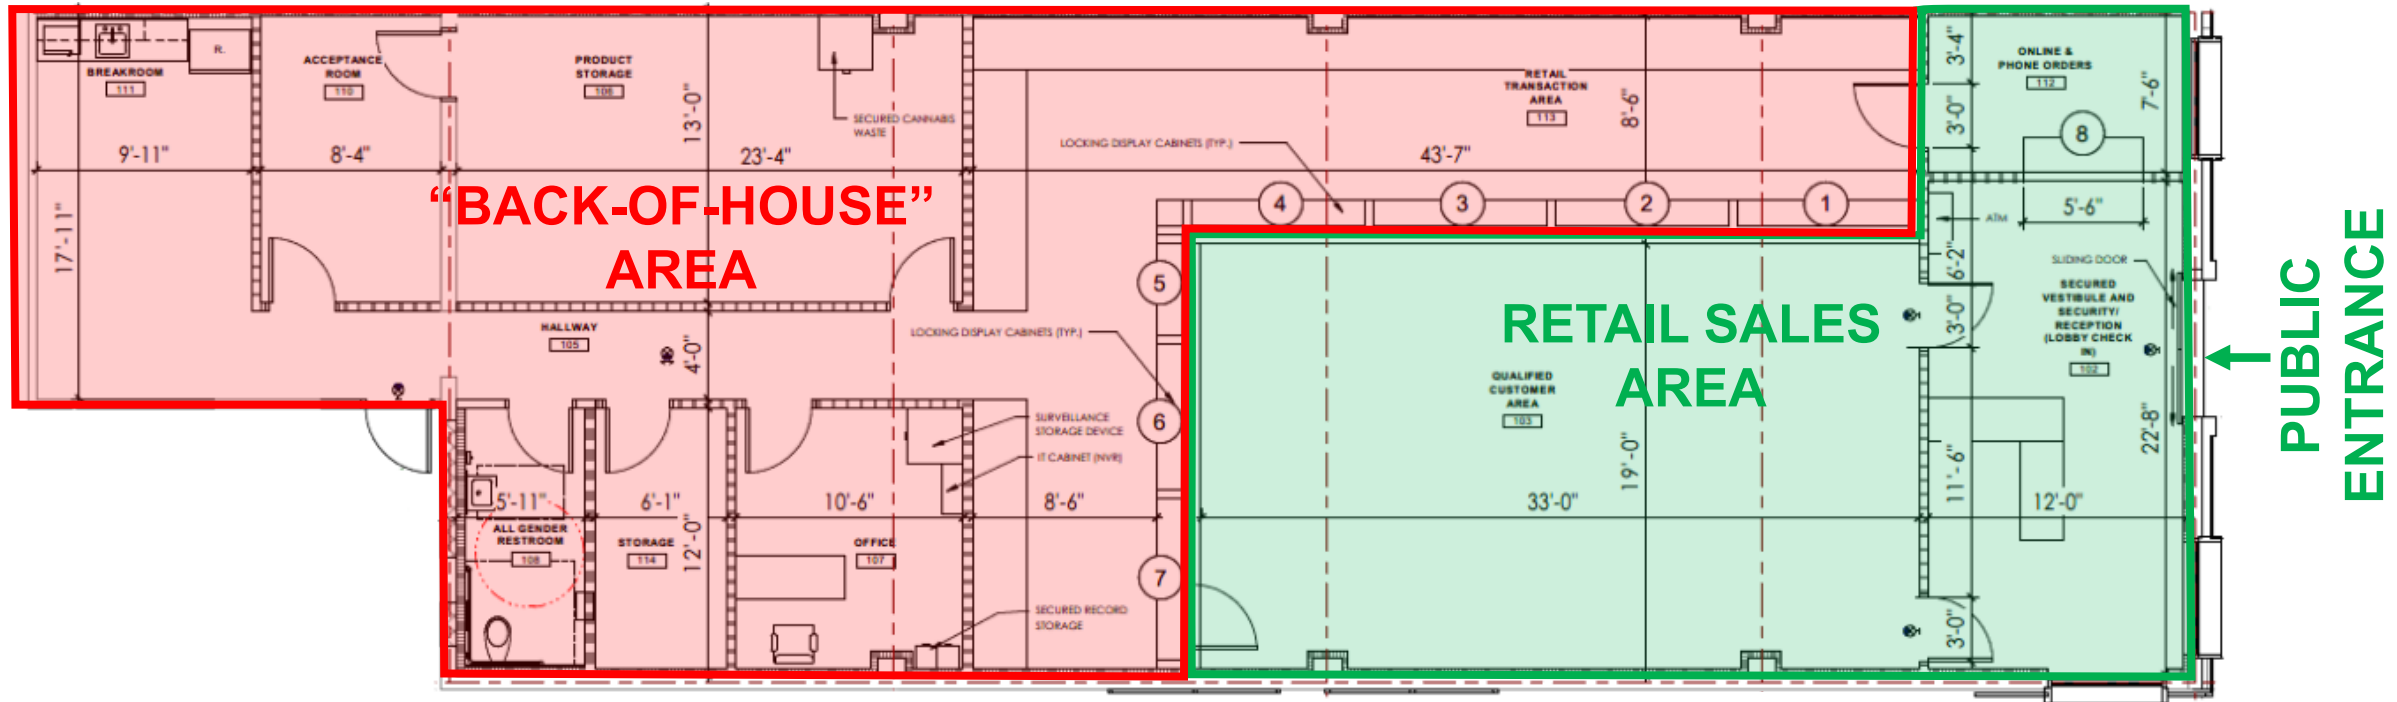 R.
BREAKROOM
111
ACCEPTANCE
ROOM
110
PRODUCT
STORAGE
106
SECURED CANNABIS
WASTE
13'-0"
9'-11"
8'-4"
23'-4"
17'-11"
“BACK-OF-HOUSE”
AREA
RETAIL
TRANSACTION
AREA
113
8'-6"
LOCKING DISPLAY CABINETS (TYP.)
43'-7"
4
3
2
1
ONLINE &
PHONE ORDERS
112
3'-4"
3'-0"
7'-6"
8
5'-6"
ATM
6'-2"
SLIDING DOOR
SECURED
VESTIBULE AND
SECURITY/
RECEPTION
(LOBBY CHECK
IN)
102
3'-0"
22'-8"
PUBLIC
ENTRANCE
HALLWAY
105
4'-0"
LOCKING DISPLAY CABINETS (TYP.)
5
6
7
RETAIL SALES
AREA
QUALIFIED
CUSTOMER
AREA
103
19'-0"
33'-0"
11'-6"
12'-0"
3'-0"
SURVEILLANCE
STORAGE DEVICE
IT CABINET (NVR)
5'-11"
6'-1"
10'-6"
8'-6"
ALL GENDER
RESTROOM
108
STORAGE
114
12'-0"
OFFICE
107
SECURED RECORD
STORAGE